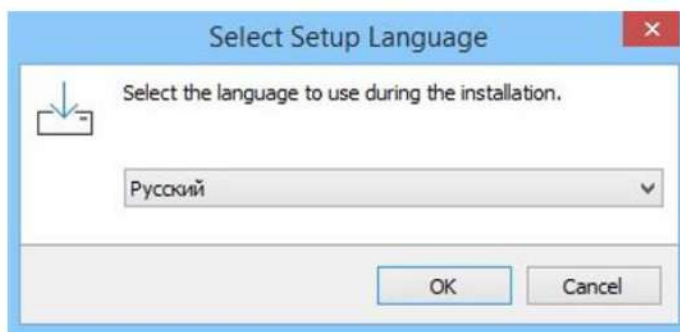 Select Setup Language
Select the language to use during the installation.
Русский
OK
Cancel